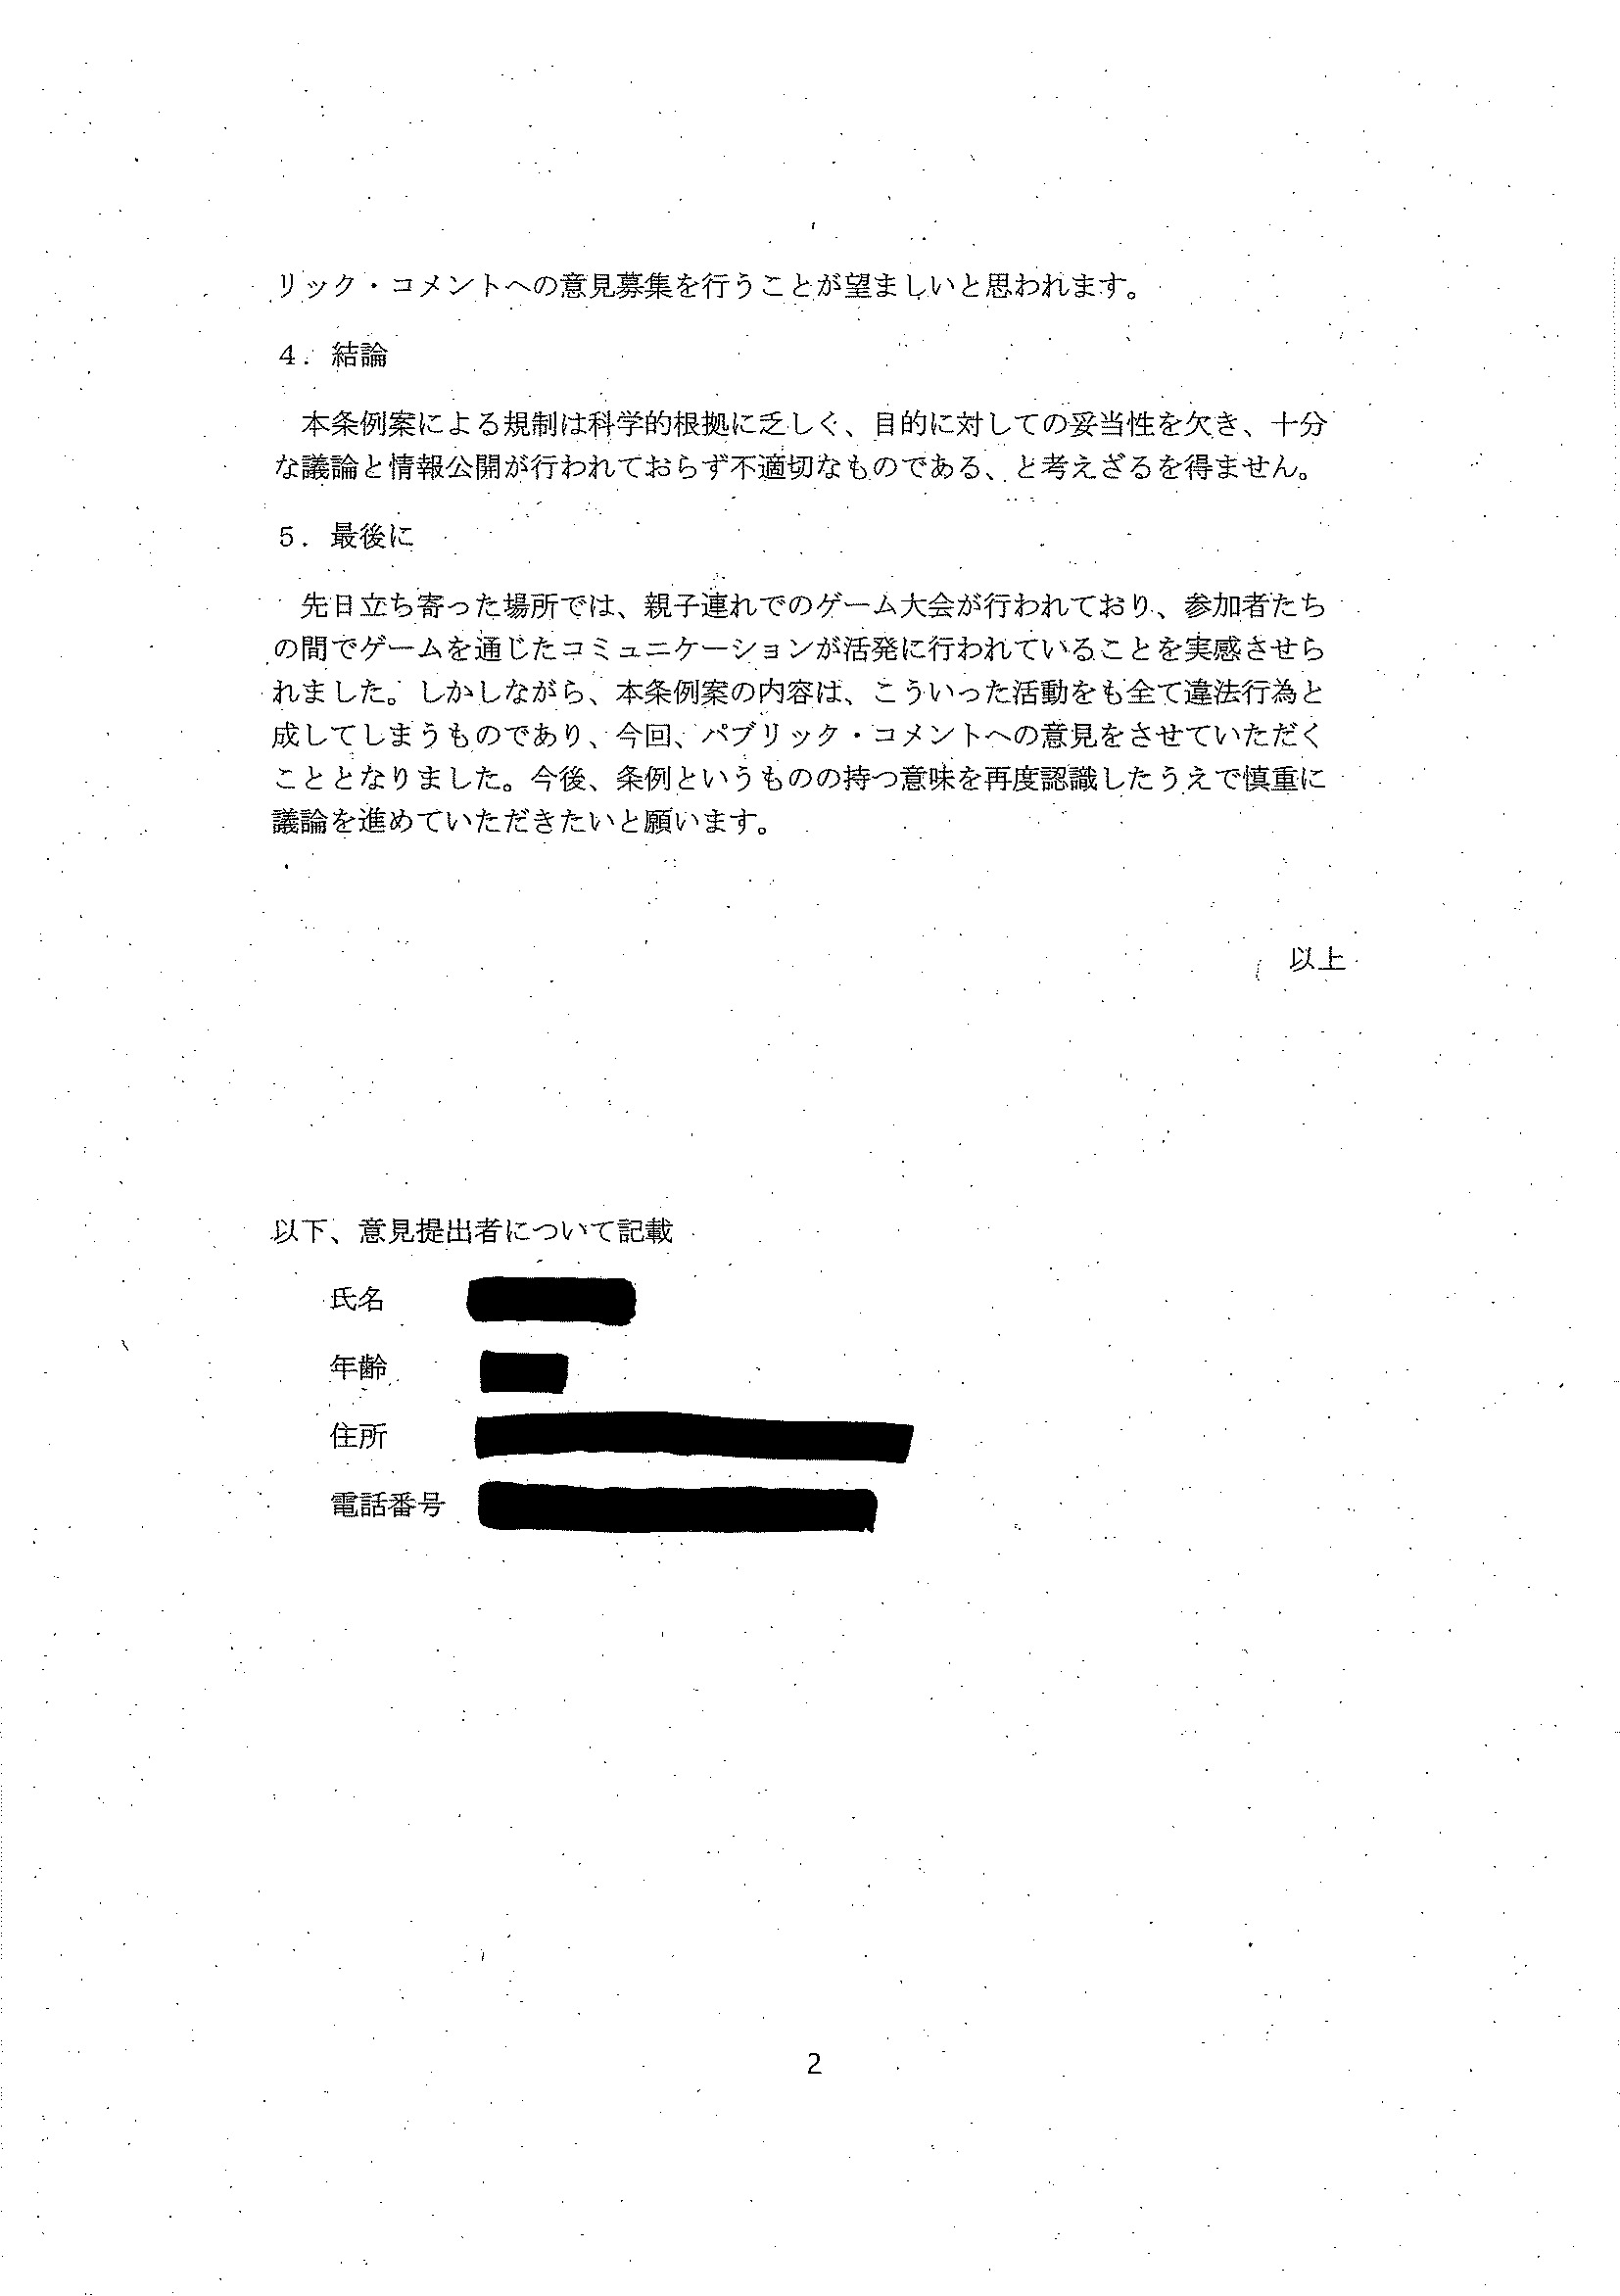 リック・コメントへの意見募集を行うことが望ましいと思われます。
4．結論
本条例案による規制は科学的根拠に乏しく、目的に対しての妥当性を欠き、十分
な議論と情報公開が行われておらず不適切なものである、と考えざるを得ません。
5．最後に
先日立ち寄った場所では、親子連れでのゲーム大会が行われており、参加者たち
の間でゲームを通じたコミュニケーションが活発に行われていることを実感させら
れました。しかしながら、本条例案の内容は、こういった活動をも全て違法行為と
成してしまうものであり、今回、パブリック・コメントへの意見をさせていただく
こととなりました。今後、条例というものの持つ意味を再度認識したうえで慎重に
議論を進めていただきたいと願います。
以上
以下、意見提出者について記載
氏名
年齢
住所
電話番号
2